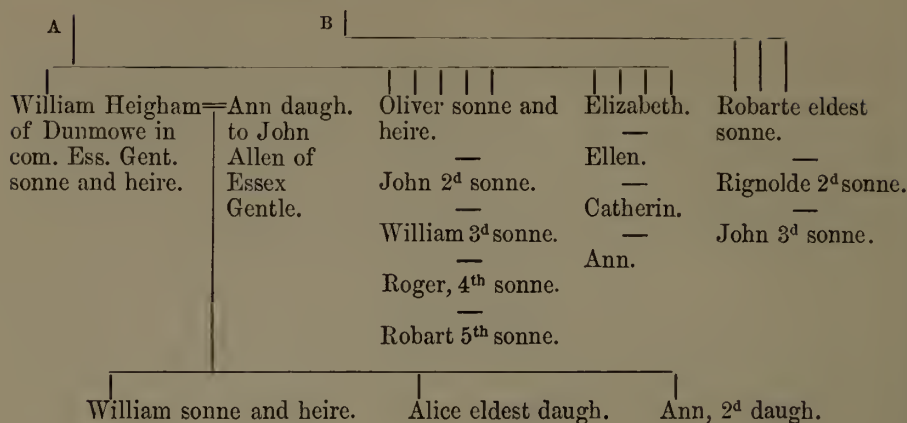 A
B
William Heigham=Ann daugh.
of Dunmowe in
com. Ess. Gent.
sonne and heire.
to John
Allen of
Essex
Gentle.
Oliver sonne and
heire.
—
John 2d sonne.
—
William 3d sonne.
—
Roger, 4th sonne.
—
Robart 5th sonne.
Elizabeth.
—
Ellen.
—
Catherin.
—
Ann.
Robarte eldest
sonne.
—
Rignolde 2d sonne.
—
John 3d sonne.
William sonne and heire.
Alice eldest daugh.
Ann, 2d daugh.